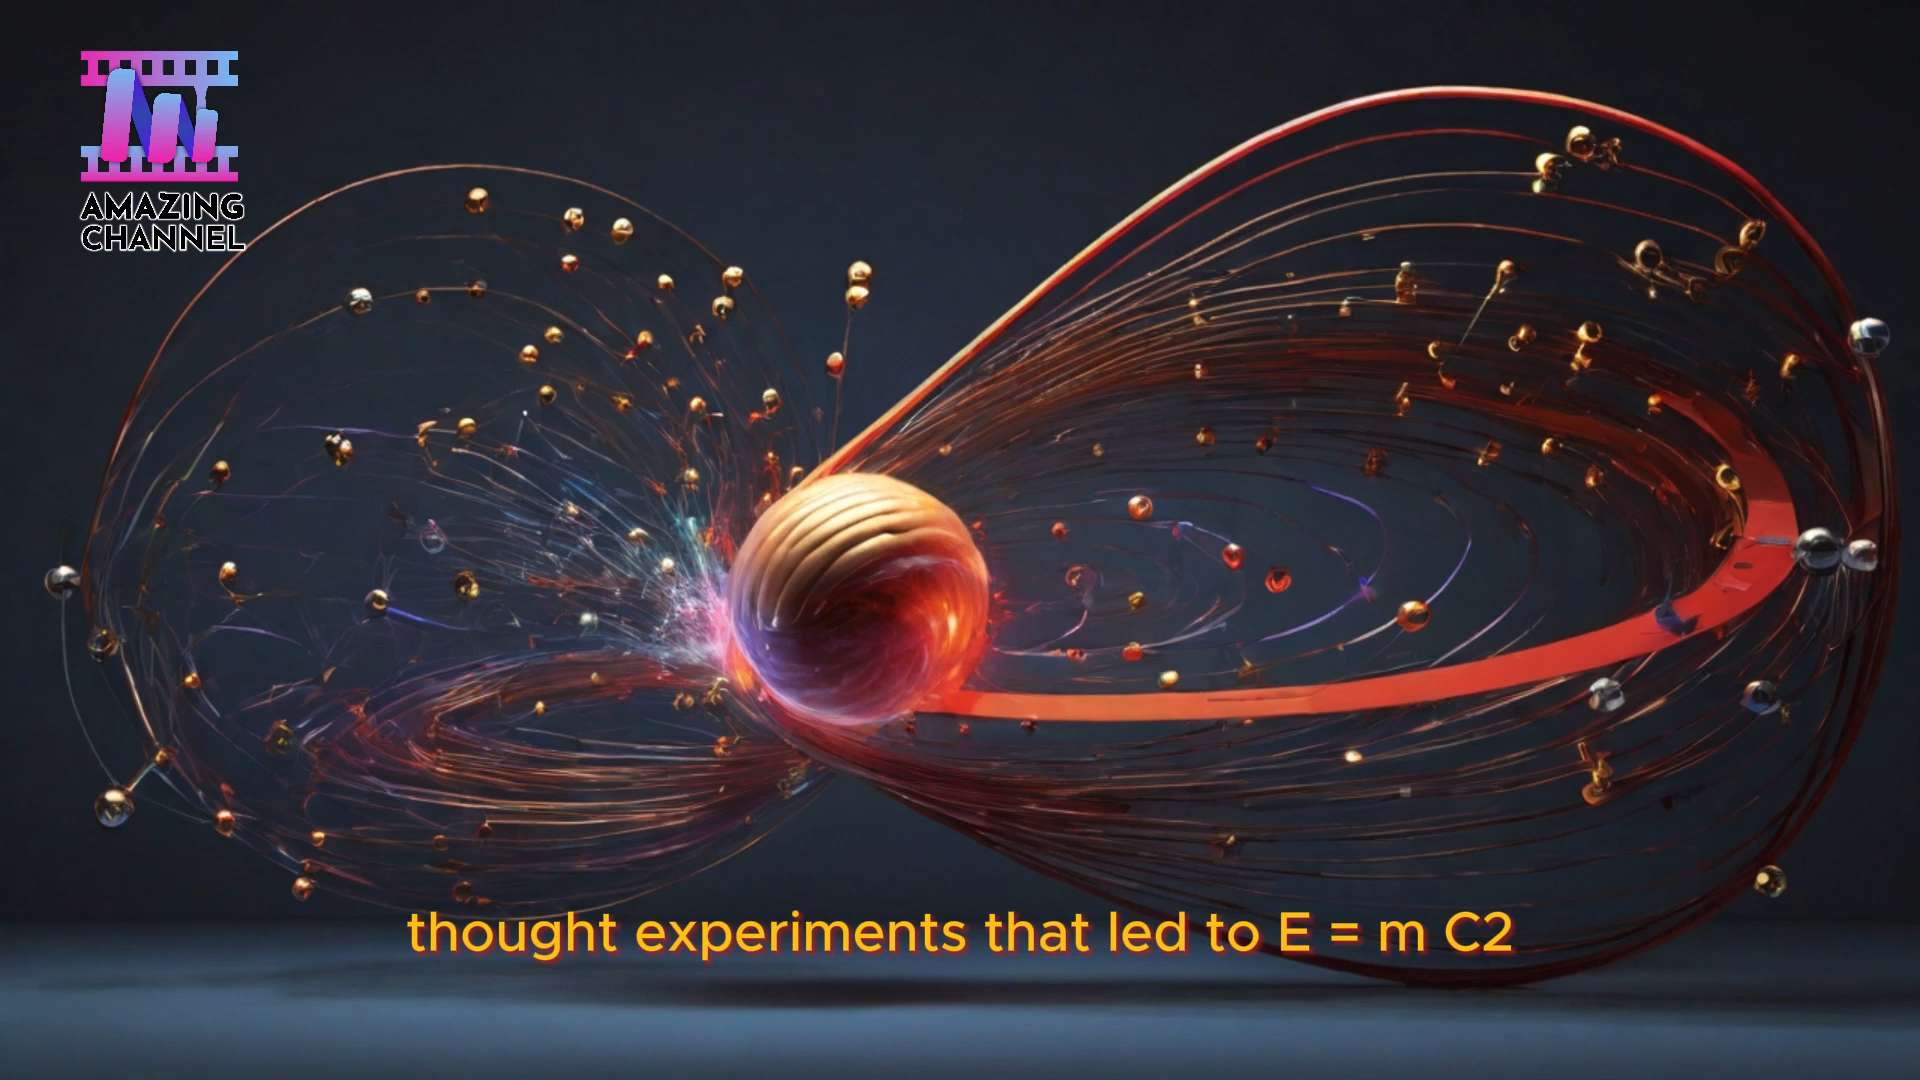 AMAZING
CHANNEL
thought experiments that led to E = m C2